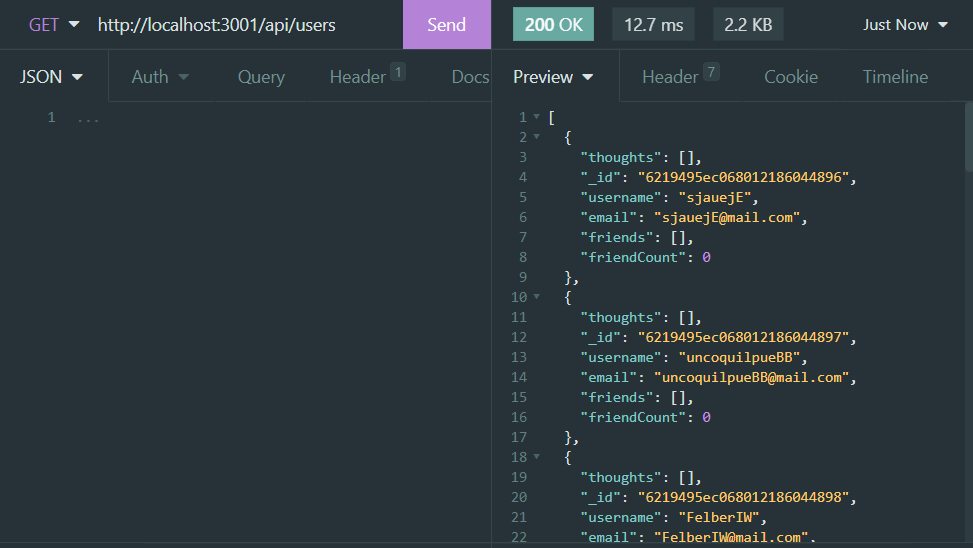 GET http://localhost:3001/api/users Send 200 OK 12.7 ms 2.2 KB Just Now
JSON Auth Query Header 1 Docs Preview Header 7 Cookie Timeline
1 ...
1 [
2 {
3 "thoughts": [],
4 "_id": "6219495ec068012186044896",
5 "username": "sjauejE",
6 "email": "sjauejE@mail.com",
7 "friends": [],
8 "friendCount": 0
9 },
10 {
11 "thoughts": [],
12 "_id": "6219495ec068012186044897",
13 "username": "uncoquilpueBB",
14 "email": "uncoquilpueBB@mail.com",
15 "friends": [],
16 "friendCount": 0
17 },
18 {
19 "thoughts": [],
20 "_id": "6219495ec068012186044898",
21 "username": "FelberIW",
22 "email": "FelberIW@mail.com",